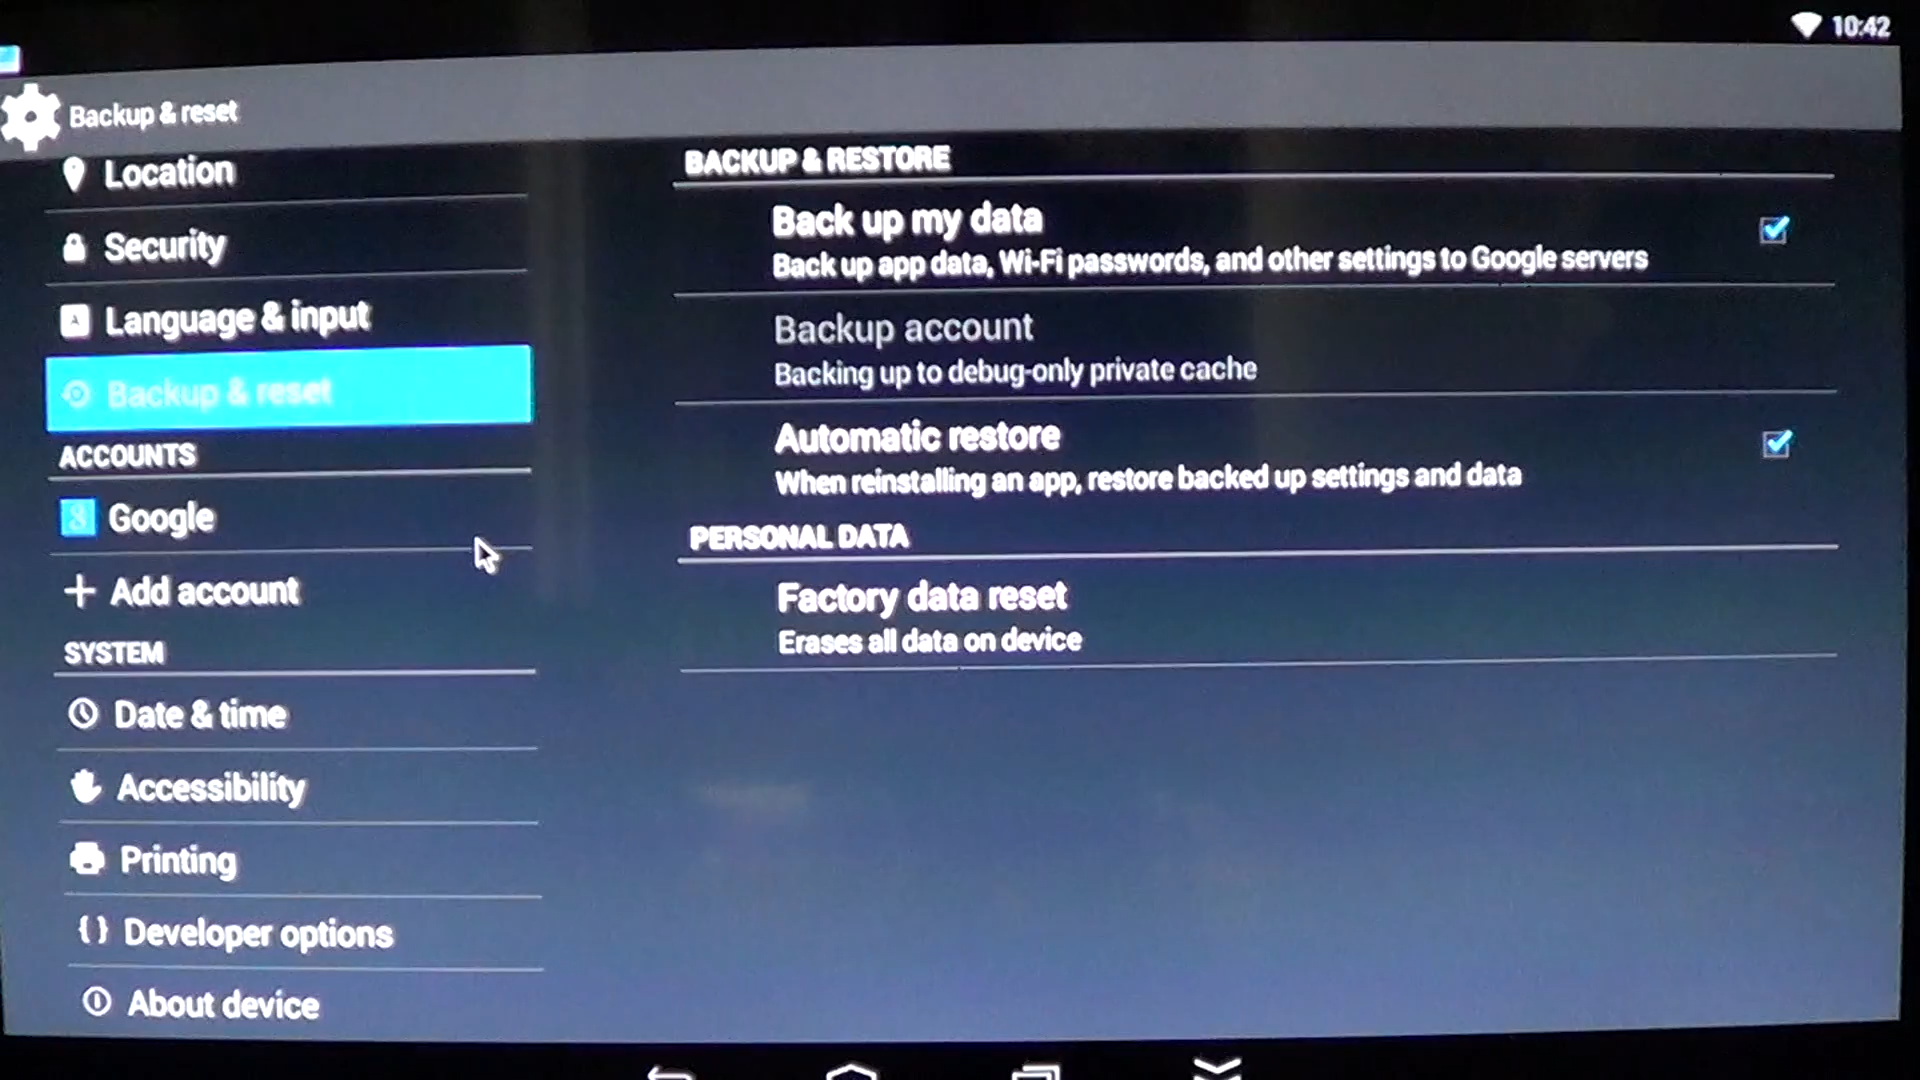 10:42
Backup & reset
Location
Security
Language & input
Backup & reset
ACCOUNTS
Google
Add account
SYSTEM
Date & time
Accessibility
Printing
Developer options
About device
BACKUP & RESTORE
Back up my data
Back up app data, Wi-Fi passwords, and other settings to Google servers
Backup account
Backing up to debug-only private cache
Automatic restore
When reinstalling an app, restore backed up settings and data
PERSONAL DATA
Factory data reset
Erases all data on device